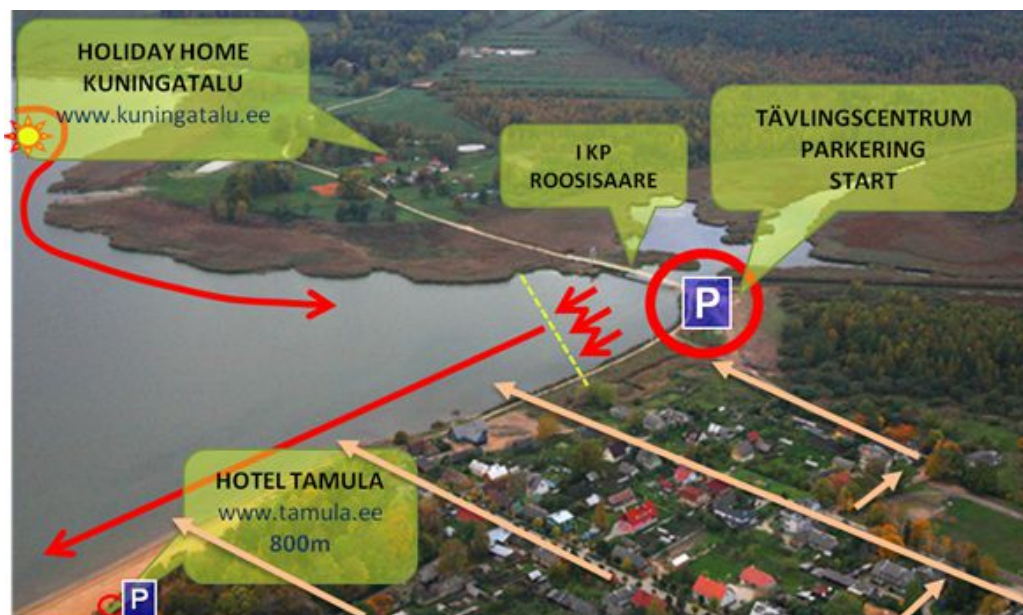 HOLIDAY HOME
KUNINGATALU
www.kuningatalu.ee
I KP
ROOSISAARE
TÄVLINGSCENTRUM
PARKERING
START
P
HOTEL TAMULA
www.tamula.ee
800m
P